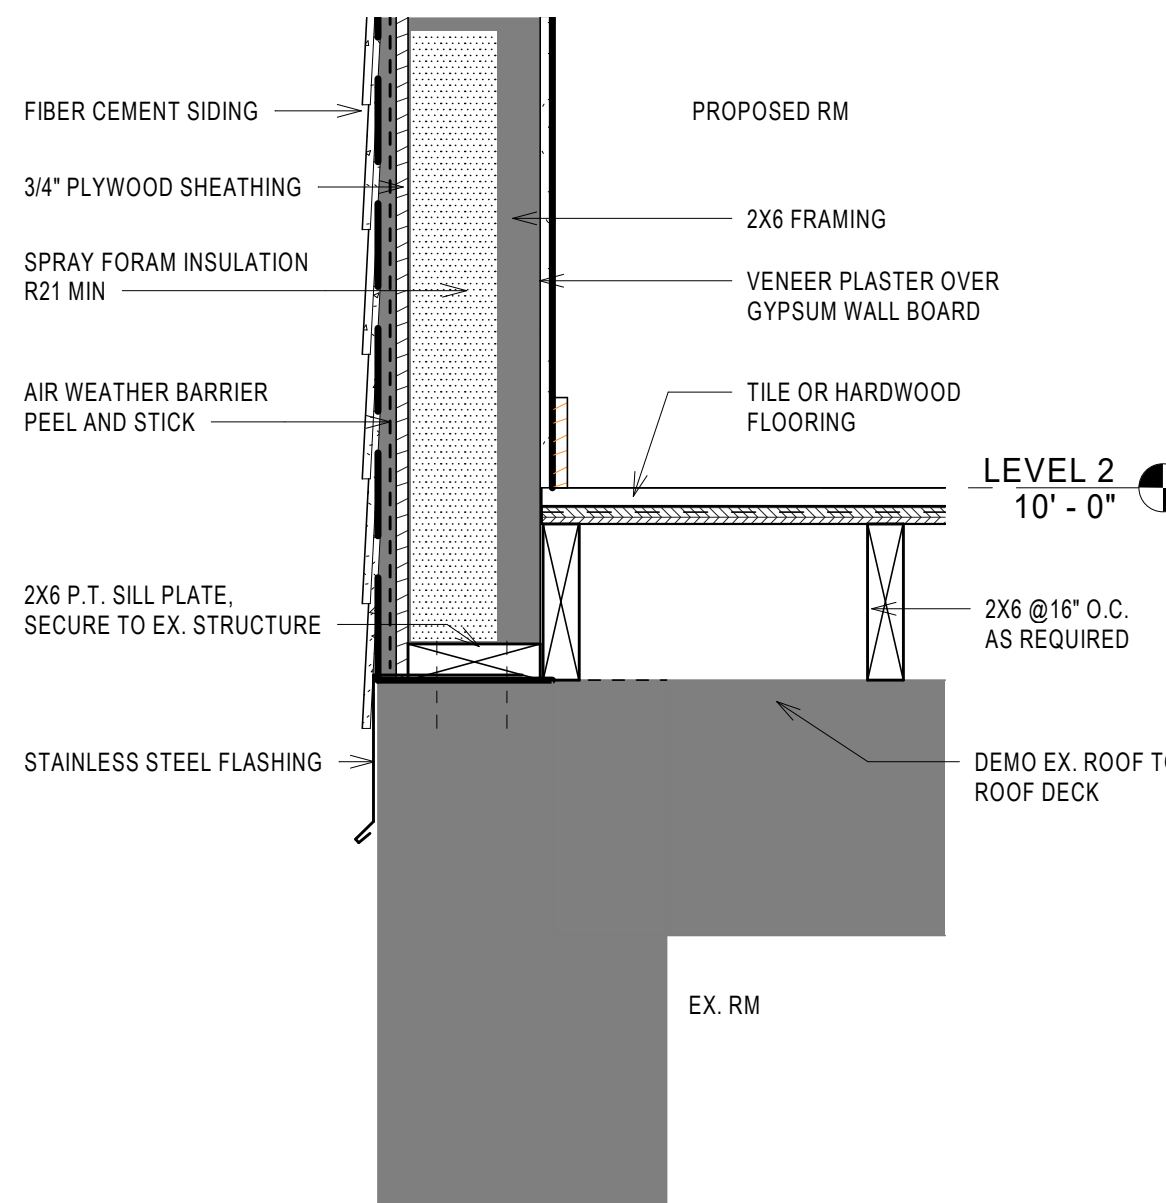 FIBER CEMENT SIDING
3/4" PLYWOOD SHEATHING
SPRAY FORAM INSULATION
R21 MIN
AIR WEATHER BARRIER
PEEL AND STICK
2X6 P.T. SILL PLATE,
SECURE TO EX. STRUCTURE
STAINLESS STEEL FLASHING
PROPOSED RM
2X6 FRAMING
VENEER PLASTER OVER
GYPSUM WALL BOARD
TILE OR HARDWOOD
FLOORING
LEVEL 2
10' - 0"
2X6 @16" O.C.
AS REQUIRED
DEMO EX. ROOF
ROOF DECK
EX. RM